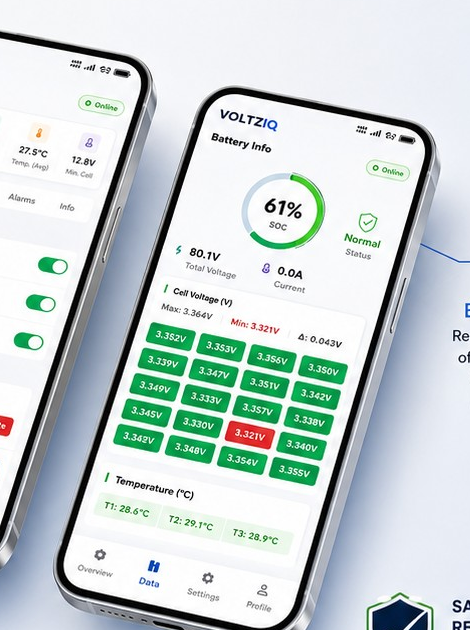 Online
27.5°C
Temp. (Avg)
12.8V
Min. Cell
Alarms
Info
VOLTZIQ
Battery Info
Online
61%
SOC
Normal
Status
80.1V
Total Voltage
0.0A
Current
Cell Voltage (V)
Max: 3.364V
Min: 3.321V
Δ: 0.043V
3.352V 3.353V 3.356V 3.350V
3.339V 3.347V 3.351V 3.342V
3.349V 3.333V 3.357V 3.338V
3.345V 3.330V 3.321V 3.340V
3.342V 3.348V 3.354V 3.355V
Temperature (°C)
T1: 28.6°C
T2: 29.1°C
T3: 28.9°C
Overview
Data
Settings
Profile
Re
of
SA
RE